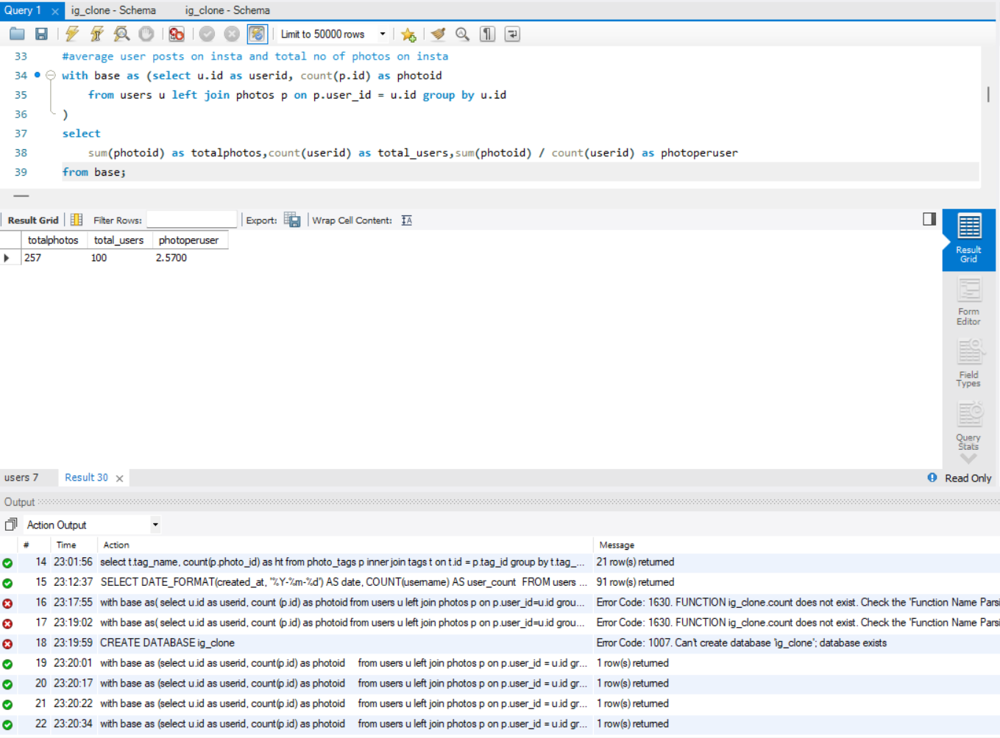 Query 1 ig_clone - Schema ig_clone - Schema
Limit to 50000 rows
33 #average user posts on insta and total no of photos on insta
34 with base as (select u.id as userid, count(p.id) as photoid
35 from users u left join photos p on p.user_id = u.id group by u.id
36 )
37 select
38 sum(photoid) as totalphotos,count(userid) as total_users,sum(photoid) / count(userid) as photoperuser
39 from base;
Result Grid Filter Rows: Export: Wrap Cell Content:
totalphotos total_users photoperuser
257 100 2.5700
Result
Grid
Form
Editor
Field
Types
Query
Stats
users 7 Result 30 Read Only
Output
Action Output
# Time Action Message
14 23:01:56 select t.tag_name, count(p.photo_id) as ht from photo_tags p inner join tags t on t.id = p.tag_id group by t.tag_... 21 row(s) returned
15 23:12:37 SELECT DATE_FORMAT(created_at, '%Y-%m-%d') AS date, COUNT(username) AS user_count FROM users ... 91 row(s) returned
16 23:17:55 with base as( select u.id as userid, count (p.id) as photoid from users u left join photos p on p.user_id=u.id grou... Error Code: 1630. FUNCTION ig_clone.count does not exist. Check the 'Function Name Parsi
17 23:19:02 with base as( select u.id as userid, count (p.id) as photoid from users u left join photos p on p.user_id=u.id grou... Error Code: 1630. FUNCTION ig_clone.count does not exist. Check the 'Function Name Parsi
18 23:19:59 CREATE DATABASE ig_clone Error Code: 1007. Can't create database 'ig_clone'; database exists
19 23:20:01 with base as (select u.id as userid, count(p.id) as photoid from users u left join photos p on p.user_id = u.id gr... 1 row(s) returned
20 23:20:17 with base as (select u.id as userid, count(p.id) as photoid from users u left join photos p on p.user_id = u.id gr... 1 row(s) returned
21 23:20:22 with base as (select u.id as userid, count(p.id) as photoid from users u left join photos p on p.user_id = u.id gr... 1 row(s) returned
22 23:20:34 with base as (select u.id as userid, count(p.id) as photoid from users u left join photos p on p.user_id = u.id gr... 1 row(s) returned